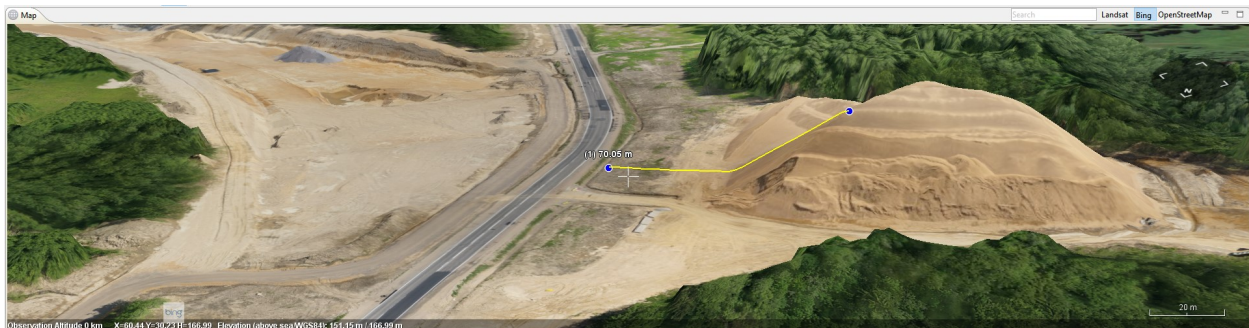 Map
Search
Landsat Bing OpenStreetMap
N
(1) 70.05 m
20 m
bing
Observation Altitude 0 km X=60.44 Y=30.23 H=166.99 Elevation (above sea/WGS84): 151.15 m / 166.99 m